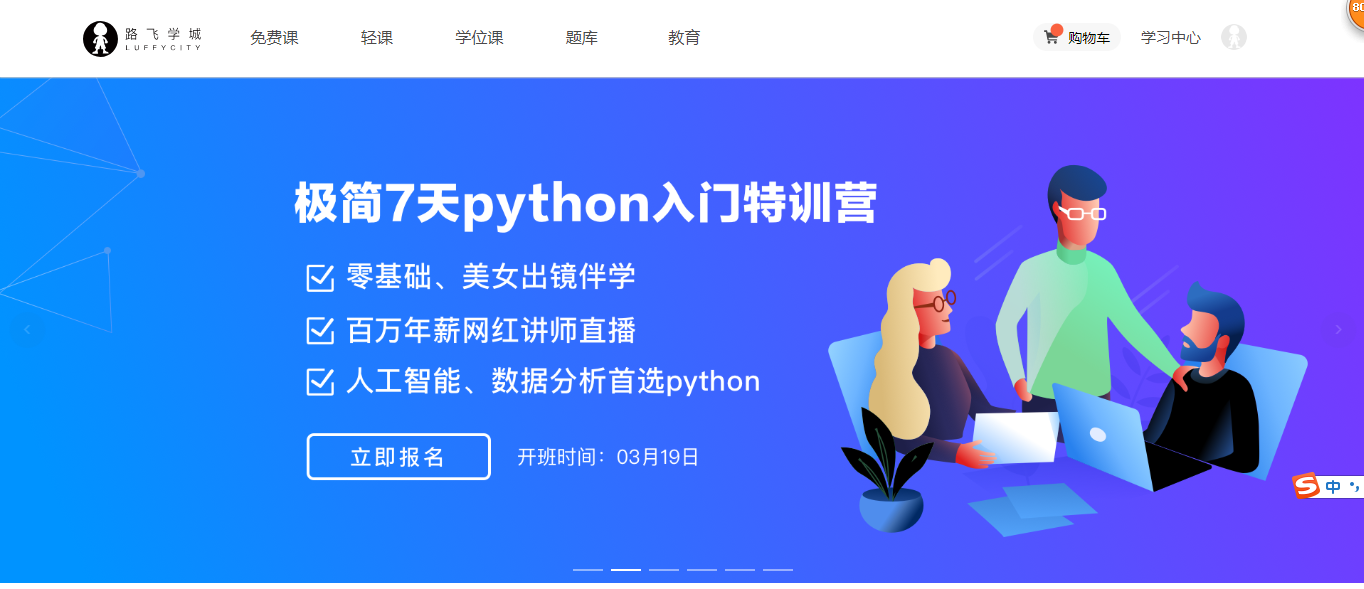 路飞学城
LUFFYCITY
免费课 轻课 学位课 题库 教育 购物车 学习中心
80
极简7天python入门特训营
零基础、美女出镜伴学
百万年薪网红讲师直播
人工智能、数据分析首选python
立即报名 开班时间：03月19日
S 中